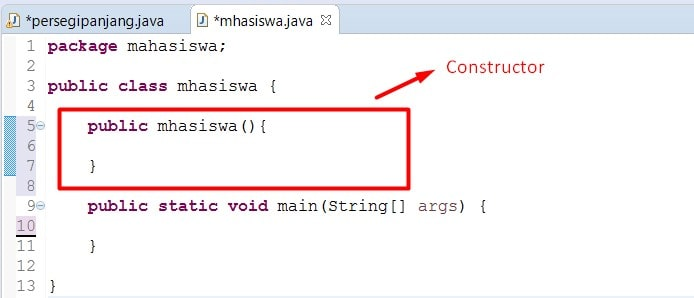 *persegipanjang.java *mhasiswa.java
1 package mahasiswa;
2
3 public class mhasiswa {
Constructor
4
5 public mhasiswa(){
6
7 }
8
9 public static void main(String[] args) {
10
11 }
12
13 }